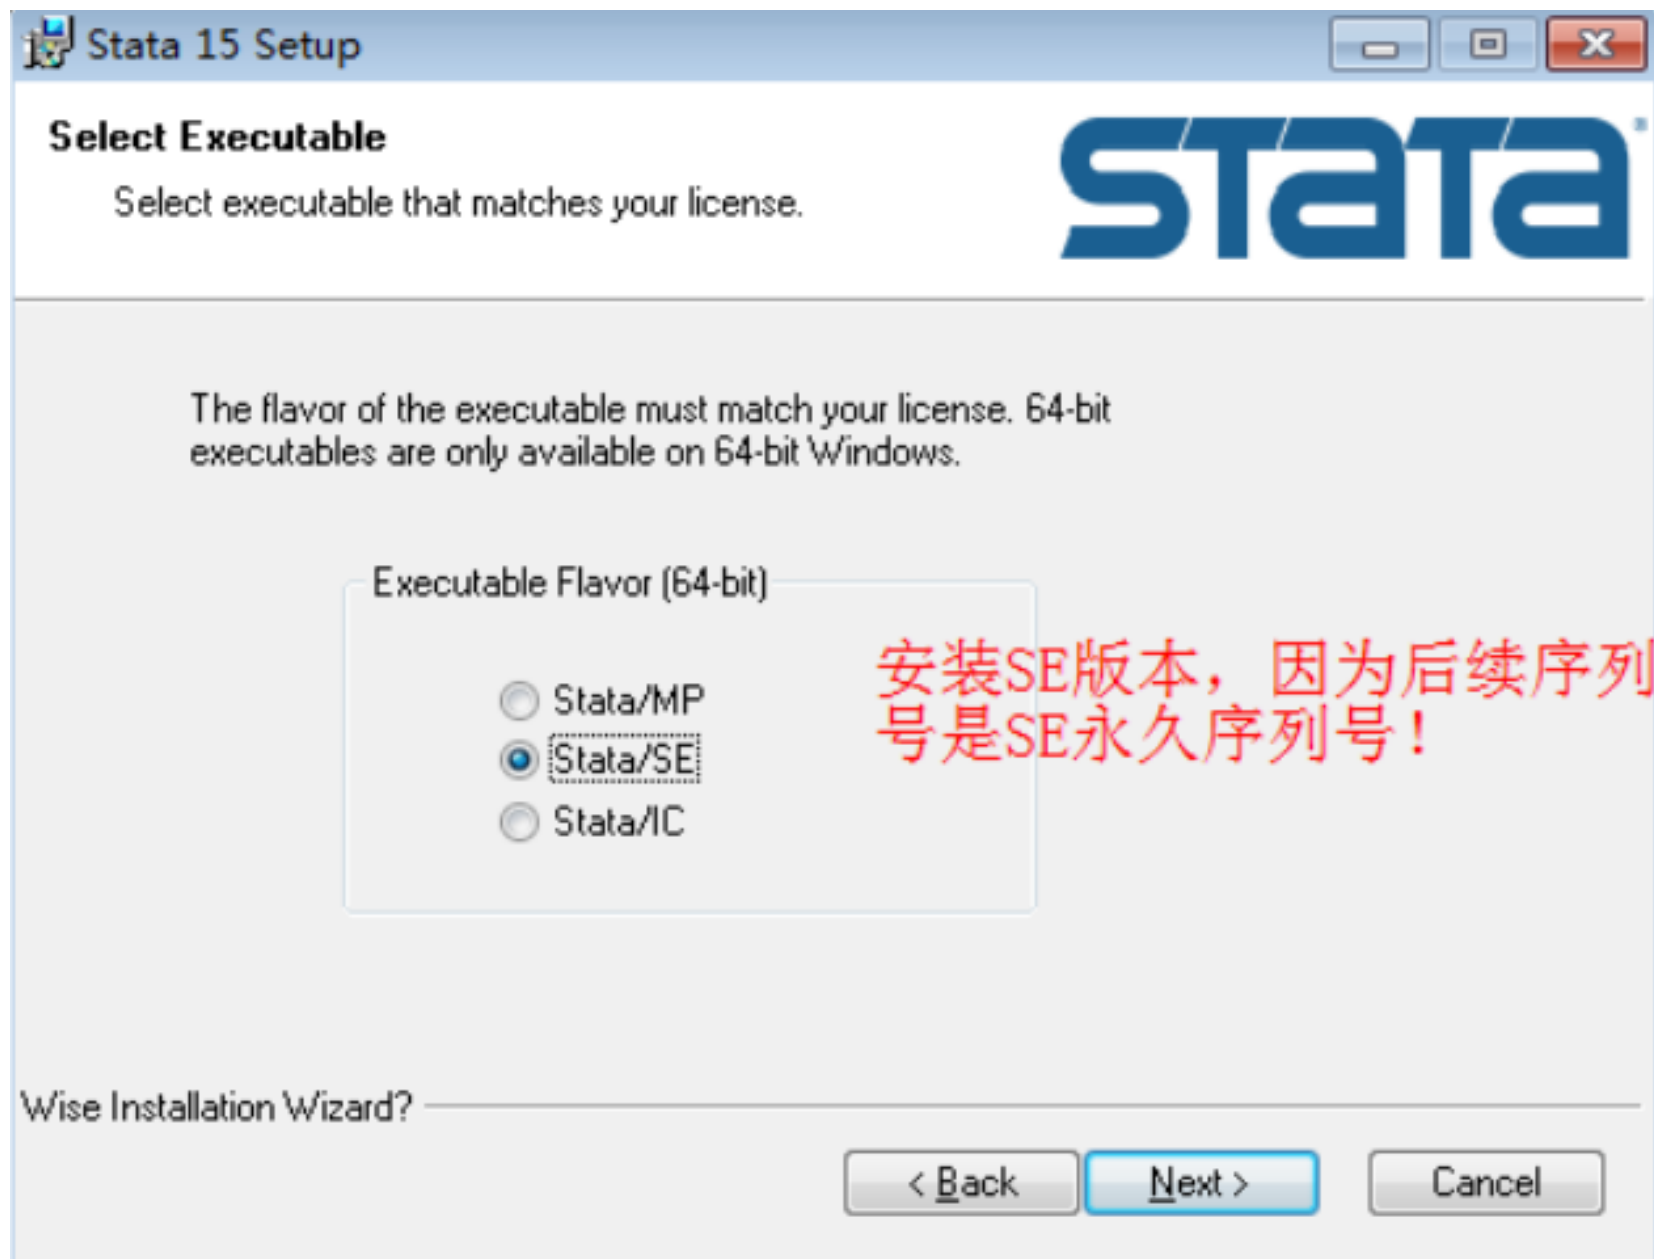 Stata 15 Setup
Select Executable
Select executable that matches your license.
STATA
The flavor of the executable must match your license. 64-bit
executables are only available on 64-bit Windows.
Executable Flavor (64-bit)
Stata/MP
Stata/SE
Stata/IC
安装SE版本，因为后续序列
号是SE永久序列号！
Wise Installation Wizard?
< Back
Next >
Cancel